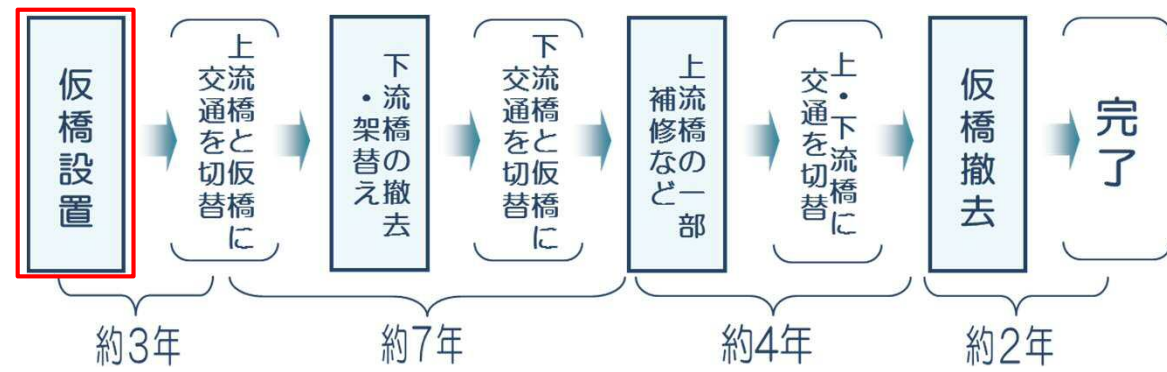 仮橋設置
上流橋と仮橋に
交通を切替
下流橋の撤去
・架替え
下流橋と仮橋に
交通を切替
上流橋の一部
補修など
上・下流橋に
交通を切替
仮橋撤去
完了
約3年
約7年
約4年
約2年